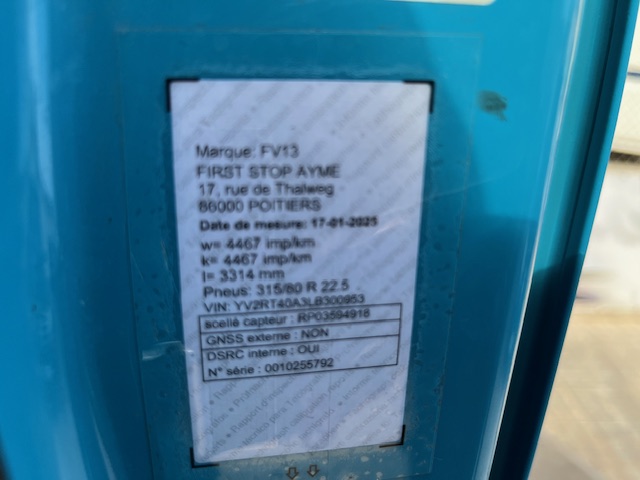 Marque: FV13
FIRST STOP AYME
17, rue de Thalweg
86000 POITIERS
Date de mesure: 17-01-2025
w= 4467 imp/km
k= 4467 imp/km
l= 3314 mm
Pneus: 315/80 R 22.5
VIN: YV2RT40A3LB300953
scellé capteur : RP03594918
GNSS externe : NON
DSRC interne : OUI
N° série : 0010255792